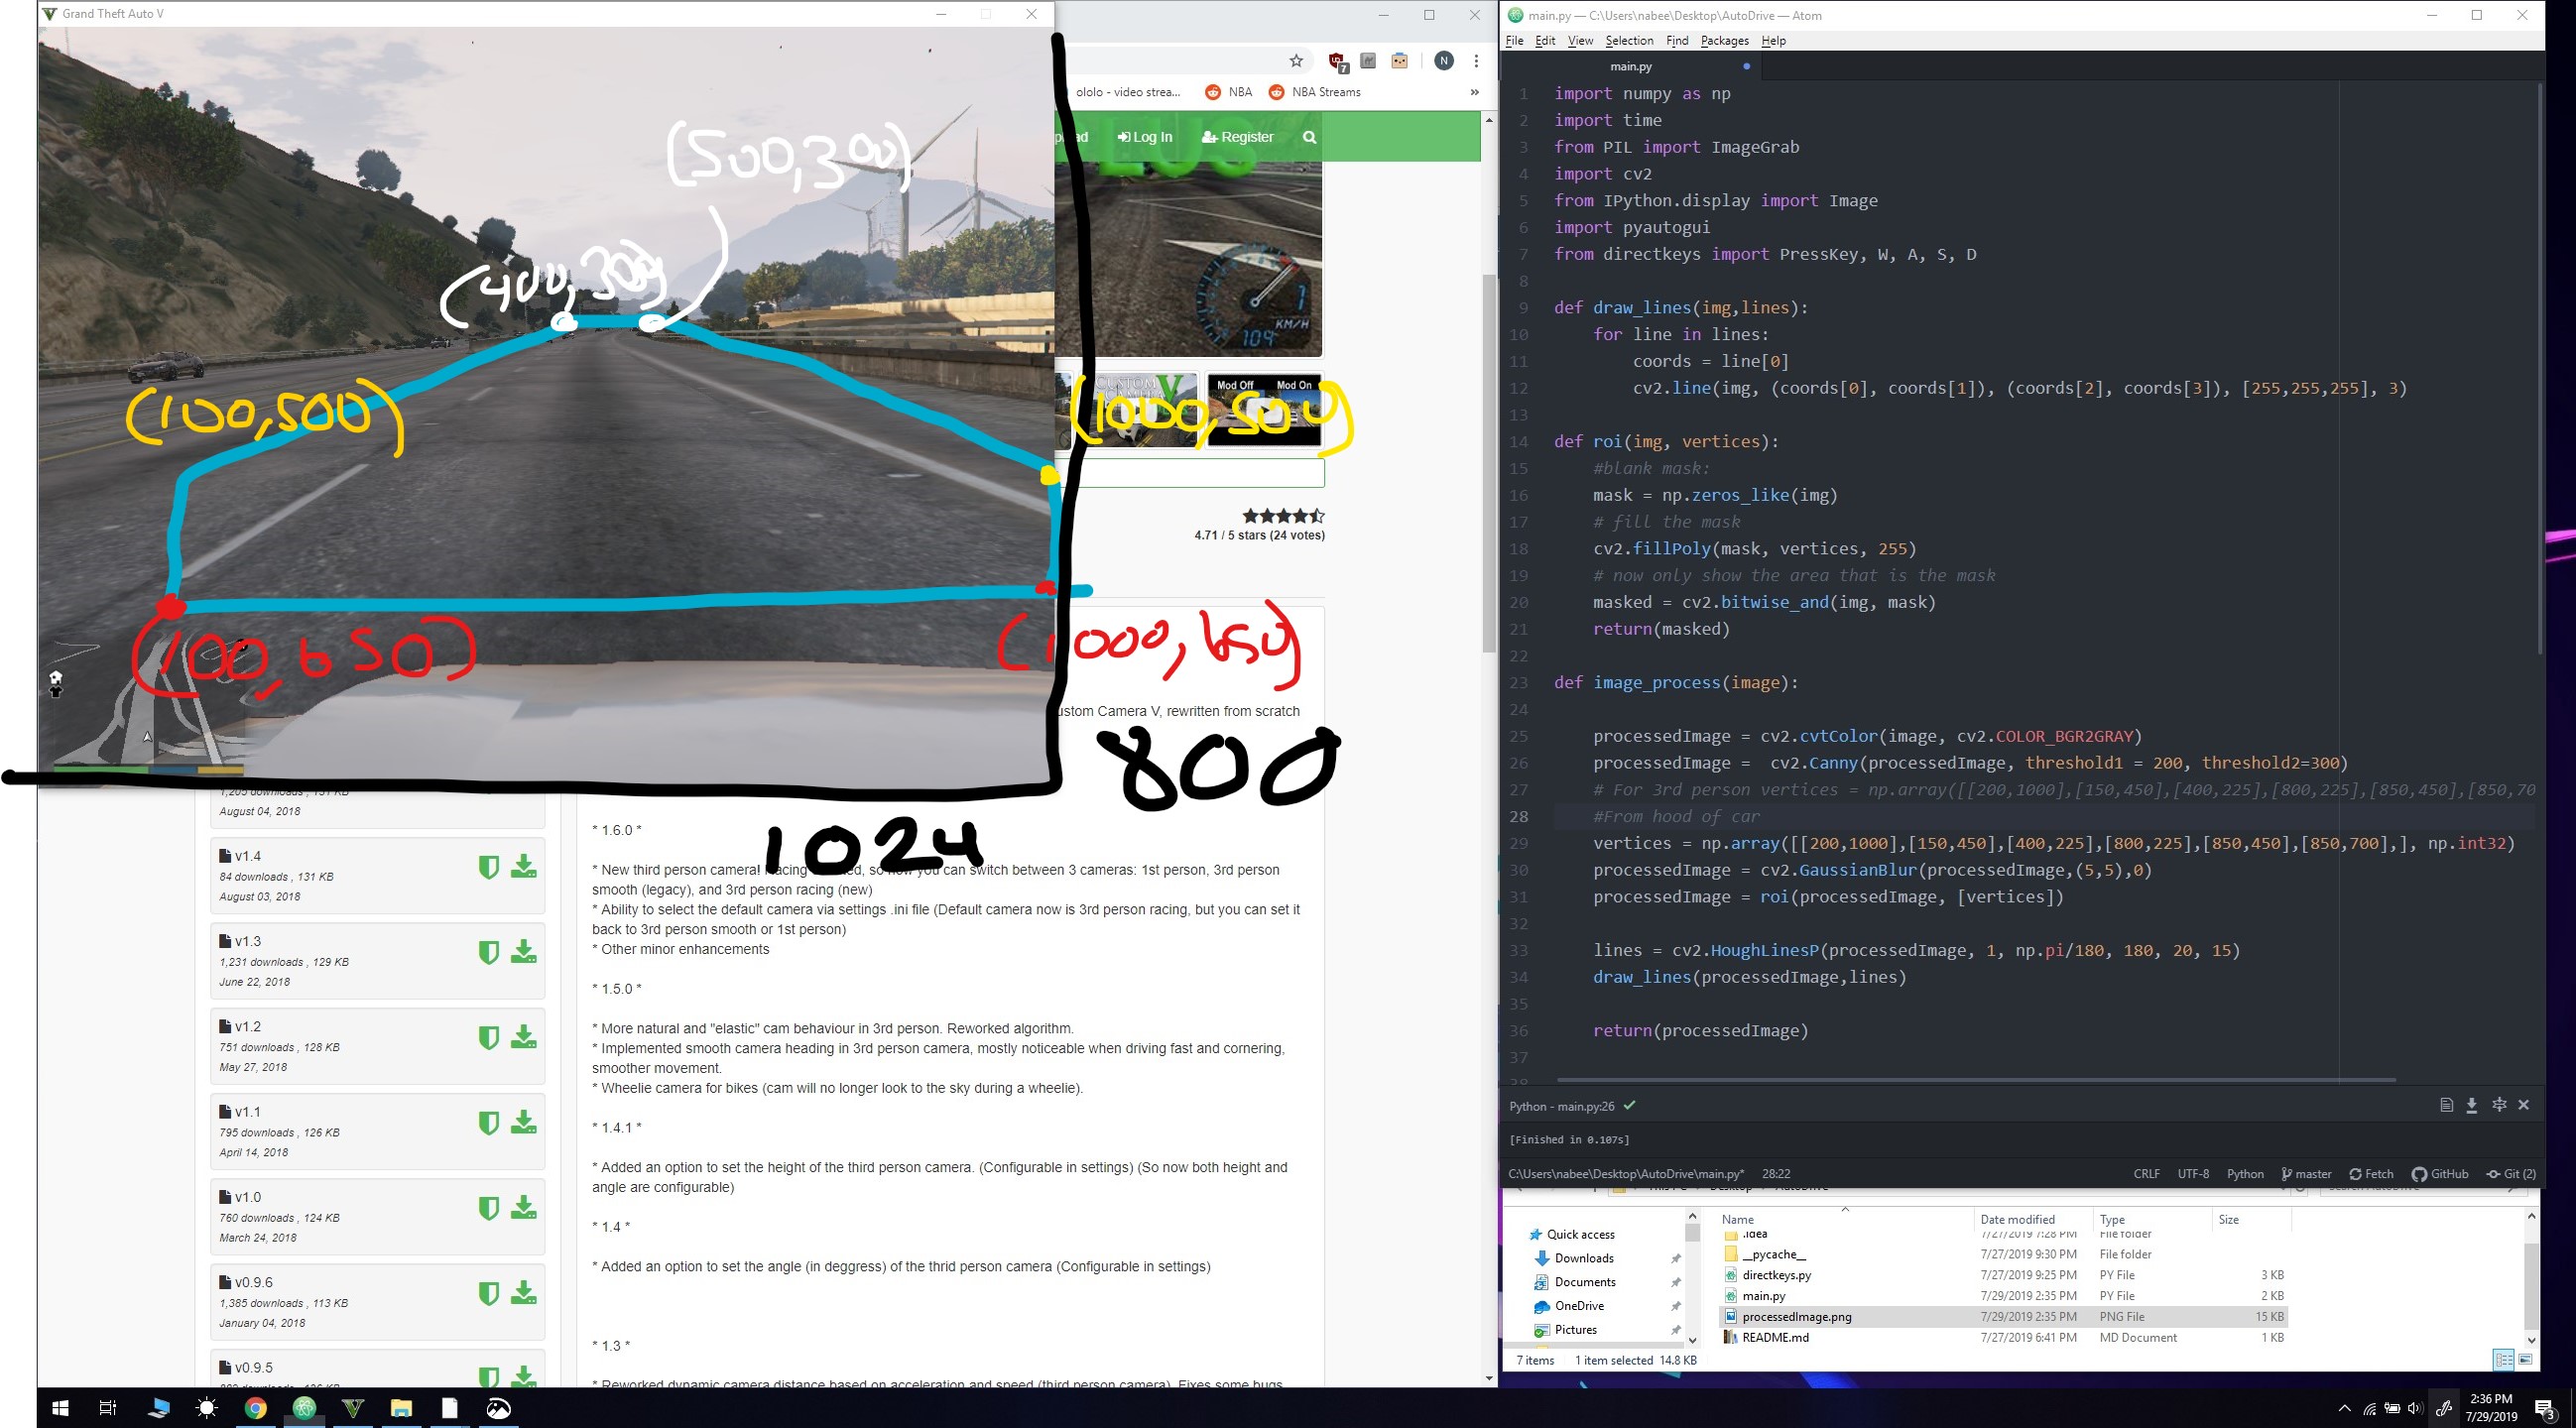 Grand Theft Auto V
(500,300)
(400,300)
(100,500)
(1000,500)
(100,650)
(1000,650)
800
1024
ololo - video strea...
NBA
NBA Streams
»
7
N
Log In
Register
KM/H
Mod Off
Mod On
4.71 / 5 stars (24 votes)
ustom Camera V, rewritten from scratch
August 04, 2018
v1.4
84 downloads , 131 KB
August 03, 2018
v1.3
1,231 downloads , 129 KB
June 22, 2018
v1.2
751 downloads , 128 KB
May 27, 2018
v1.1
795 downloads , 126 KB
April 14, 2018
v1.0
760 downloads , 124 KB
March 24, 2018
v0.9.6
1,385 downloads , 113 KB
January 04, 2018
v0.9.5
* 1.6.0 *
* New third person camera! you can switch between 3 cameras: 1st person, 3rd person
smooth (legacy), and 3rd person racing (new)
* Ability to select the default camera via settings .ini file (Default camera now is 3rd person racing, but you can set it
back to 3rd person smooth or 1st person)
* Other minor enhancements
* 1.5.0 *
* More natural and "elastic" cam behaviour in 3rd person. Reworked algorithm.
* Implemented smooth camera heading in 3rd person camera, mostly noticeable when driving fast and cornering,
smoother movement.
* Wheelie camera for bikes (cam will no longer look to the sky during a wheelie).
* 1.4.1 *
* Added an option to set the height of the third person camera. (Configurable in settings) (So now both height and
angle are configurable)
* 1.4 *
* Added an option to set the angle (in deggress) of the thrid person camera (Configurable in settings)
* 1.3 *
* Reworked dynamic camera distance based on acceleration and speed (third person camera). Fixes some bugs
main.py — C:\Users\nabee\Desktop\AutoDrive — Atom
File Edit View Selection Find Packages Help
main.py
1 import numpy as np
2 import time
3 from PIL import ImageGrab
4 import cv2
5 from IPython.display import Image
6 import pyautogui
7 from directkeys import PressKey, W, A, S, D
8
9 def draw_lines(img,lines):
10 for line in lines:
11 coords = line[0]
12 cv2.line(img, (coords[0], coords[1]), (coords[2], coords[3]), [255,255,255], 3)
13
14 def roi(img, vertices):
15 #blank mask:
16 mask = np.zeros_like(img)
17 # fill the mask
18 cv2.fillPoly(mask, vertices, 255)
19 # now only show the area that is the mask
20 masked = cv2.bitwise_and(img, mask)
21 return(masked)
22
23 def image_process(image):
24
25 processedImage = cv2.cvtColor(image, cv2.COLOR_BGR2GRAY)
26 processedImage = cv2.Canny(processedImage, threshold1 = 200, threshold2=300)
27 # For 3rd person vertices = np.array([[200,1000],[150,450],[400,225],[800,225],[850,450],[850,70
28 #From hood of car
29 vertices = np.array([[200,1000],[150,450],[400,225],[800,225],[850,450],[850,700],], np.int32)
30 processedImage = cv2.GaussianBlur(processedImage,(5,5),0)
31 processedImage = roi(processedImage, [vertices])
32
33 lines = cv2.HoughLinesP(processedImage, 1, np.pi/180, 180, 20, 15)
34 draw_lines(processedImage,lines)
35
36 return(processedImage)
37
38
Python - main.py:26
[Finished in 0.107s]
C:\Users\nabee\Desktop\AutoDrive\main.py* 28:22 CRLF UTF-8 Python master Fetch GitHub Git (2)
Quick access
Downloads
Documents
OneDrive
Pictures
Name Date modified Type Size
.idea 7/27/2019 7:28 PM File folder
__pycache__ 7/27/2019 9:30 PM File folder
directkeys.py 7/27/2019 9:25 PM PY File 3 KB
main.py 7/29/2019 2:35 PM PY File 2 KB
processedImage.png 7/29/2019 2:35 PM PNG File 15 KB
README.md 7/27/2019 6:41 PM MD Document 1 KB
7 items 1 item selected 14.8 KB
2:36 PM
7/29/2019
3